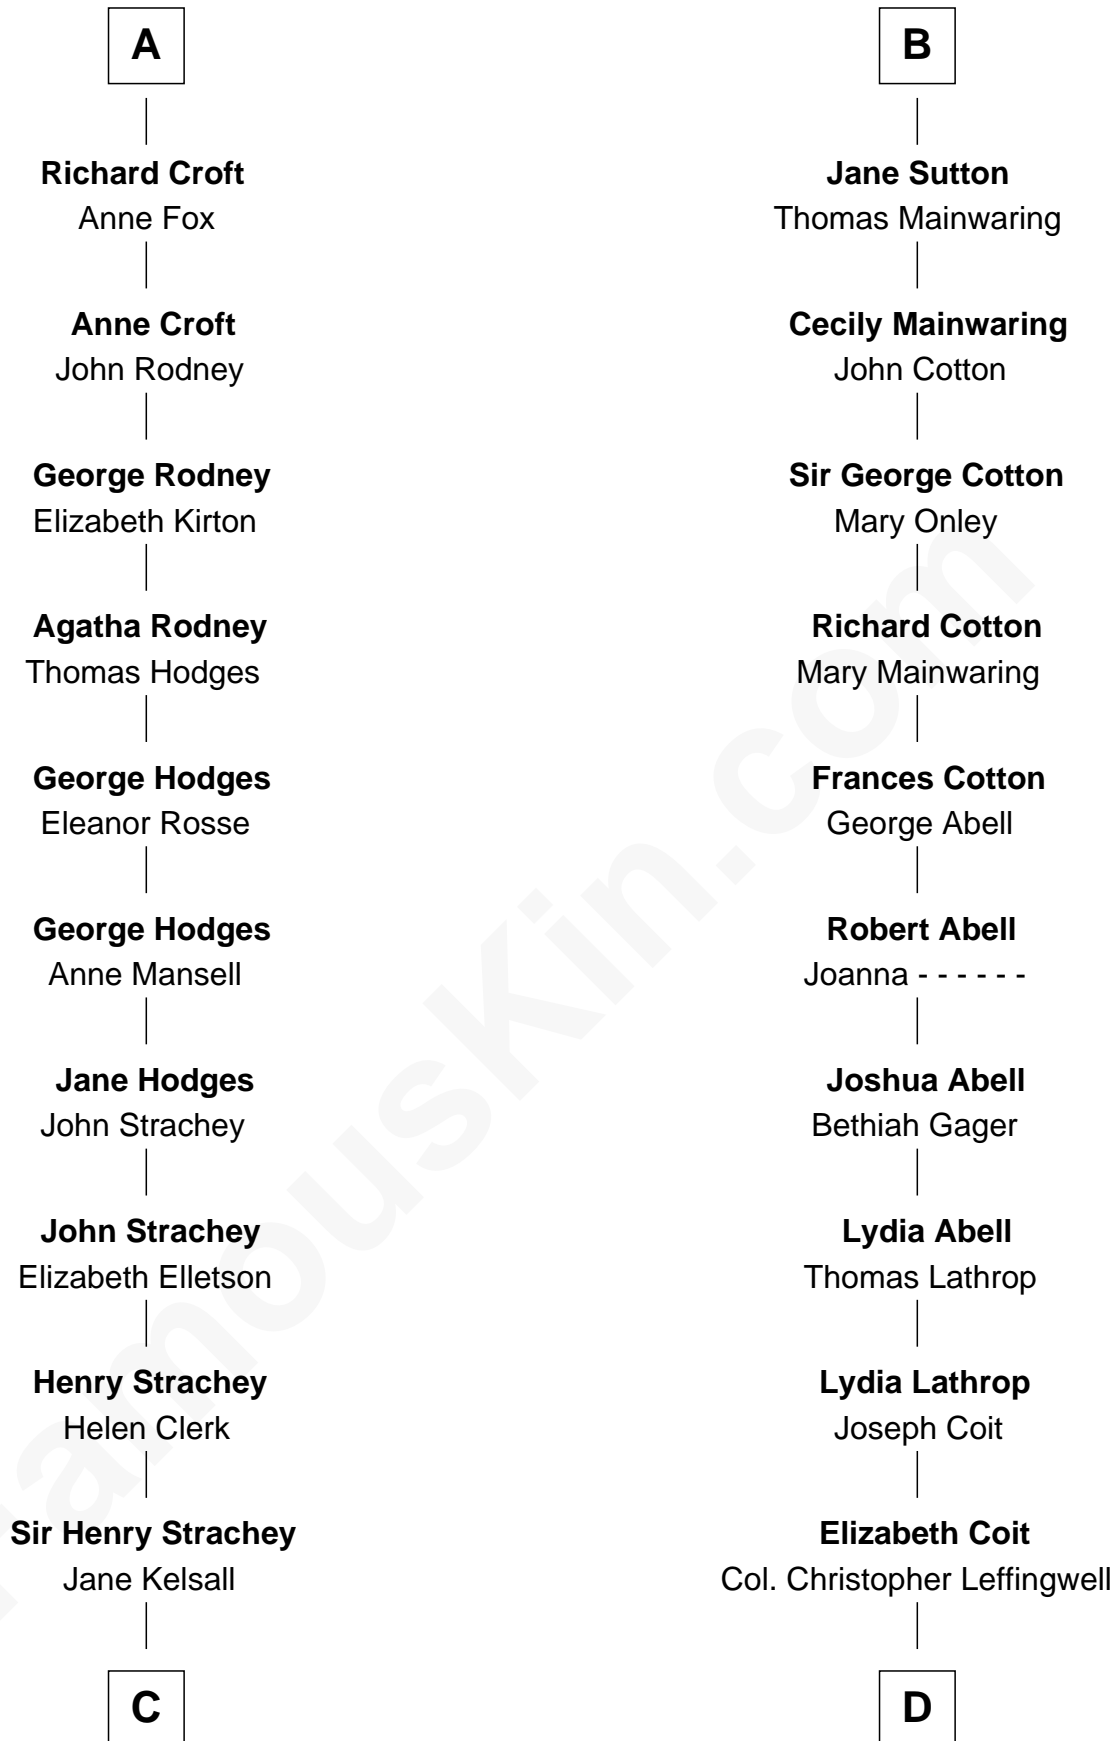 A
Richard Croft
Anne Fox
Anne Croft
John Rodney
George Rodney
Elizabeth Kirton
Agatha Rodney
Thomas Hodges
George Hodges
Eleanor Rosse
George Hodges
Anne Mansell
Jane Hodges
John Strachey
John Strachey
Elizabeth Elletson
Henry Strachey
Helen Clerk
Sir Henry Strachey
Jane Kelsall
C
B
Jane Sutton
Thomas Mainwaring
Cecily Mainwaring
John Cotton
Sir George Cotton
Mary Onley
Richard Cotton
Mary Mainwaring
Frances Cotton
George Abell
Robert Abell
Joanna - - - - - -
Joshua Abell
Bethiah Gager
Lydia Abell
Thomas Lathrop
Lydia Lathrop
Joseph Coit
Elizabeth Coit
Col. Christopher Leffingwell
D
FamousKin.com